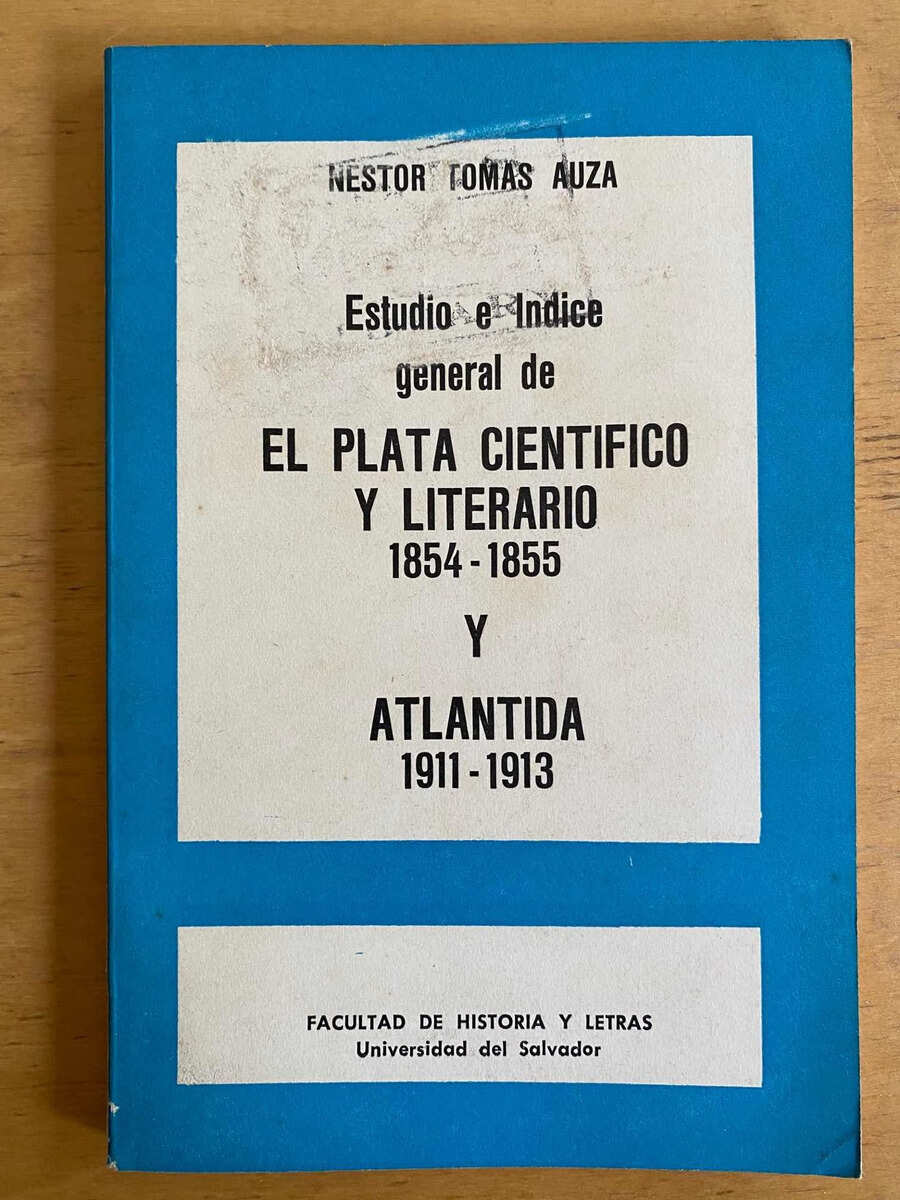 NESTOR TOMAS AUZA
Estudio e Indice
general de
EL PLATA CIENTIFICO
Y LITERARIO
1854 - 1855
Y
ATLANTIDA
1911 - 1913
FACULTAD DE HISTORIA Y LETRAS
Universidad del Salvador